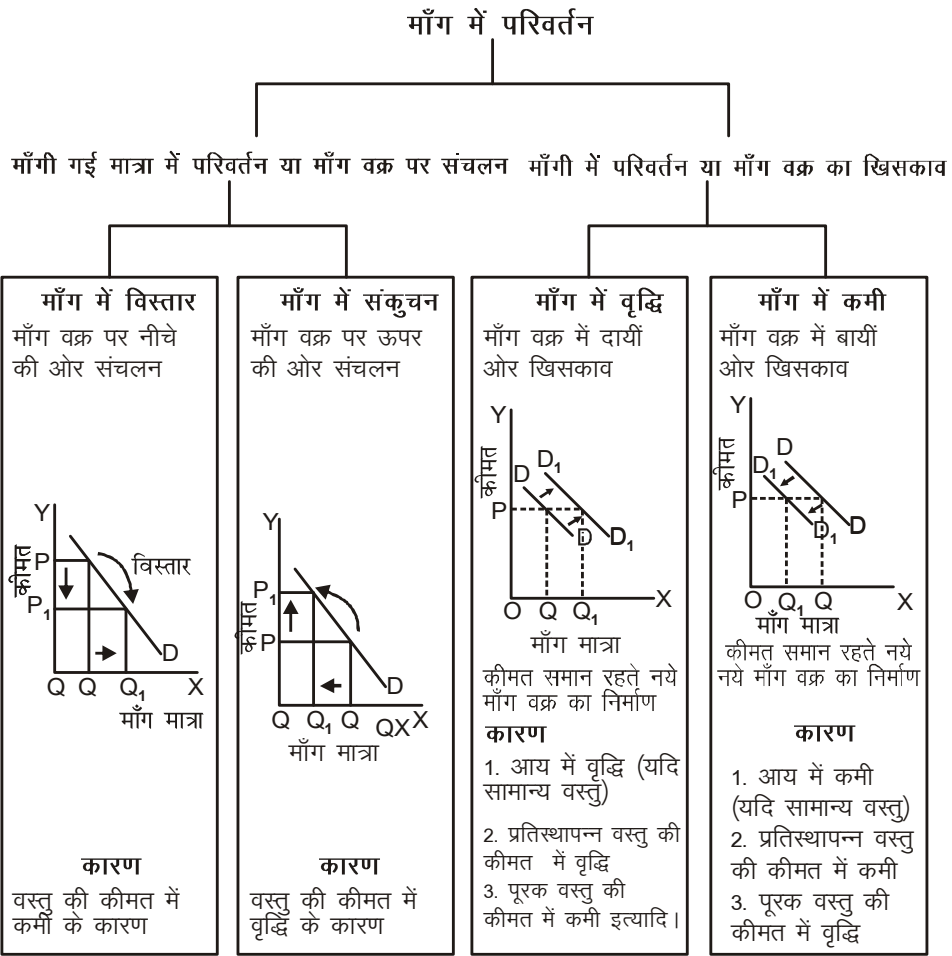 माँग में परिवर्तन
माँगी गई मात्रा में परिवर्तन या माँग वक्र पर संचलन
माँगी में परिवर्तन या माँग वक्र का खिसकाव
माँग में विस्तार
माँग वक्र पर नीचे
की ओर संचलन
Y
कीमत
P
P1
विस्तार
D
Q Q Q1 X
माँग मात्रा
कारण
वस्तु की कीमत में
कमी के कारण
माँग में संकुचन
माँग वक्र पर ऊपर
की ओर संचलन
Y
कीमत
P1
P
D
Q Q1 Q QX X
माँग मात्रा
कारण
वस्तु की कीमत में
वृद्धि के कारण
माँग में वृद्धि
माँग वक्र में दायीं
ओर खिसकाव
Y
कीमत
D D1
P
D D1
O Q Q1 X
माँग मात्रा
कीमत समान रहते नये
माँग वक्र का निर्माण
कारण
1. आय में वृद्धि (यदि
सामान्य वस्तु)
2. प्रतिस्थापन्न वस्तु की
कीमत में वृद्धि
3. पूरक वस्तु की
कीमत में कमी इत्यादि।
माँग में कमी
माँग वक्र में बायीं
ओर खिसकाव
Y
कीमत
D1 D
P
D1 D
O Q1 Q X
माँग मात्रा
कीमत समान रहते नये
नये माँग वक्र का निर्माण
कारण
1. आय में कमी
(यदि सामान्य वस्तु)
2. प्रतिस्थापन्न वस्तु
की कीमत में कमी
3. पूरक वस्तु की
कीमत में वृद्धि